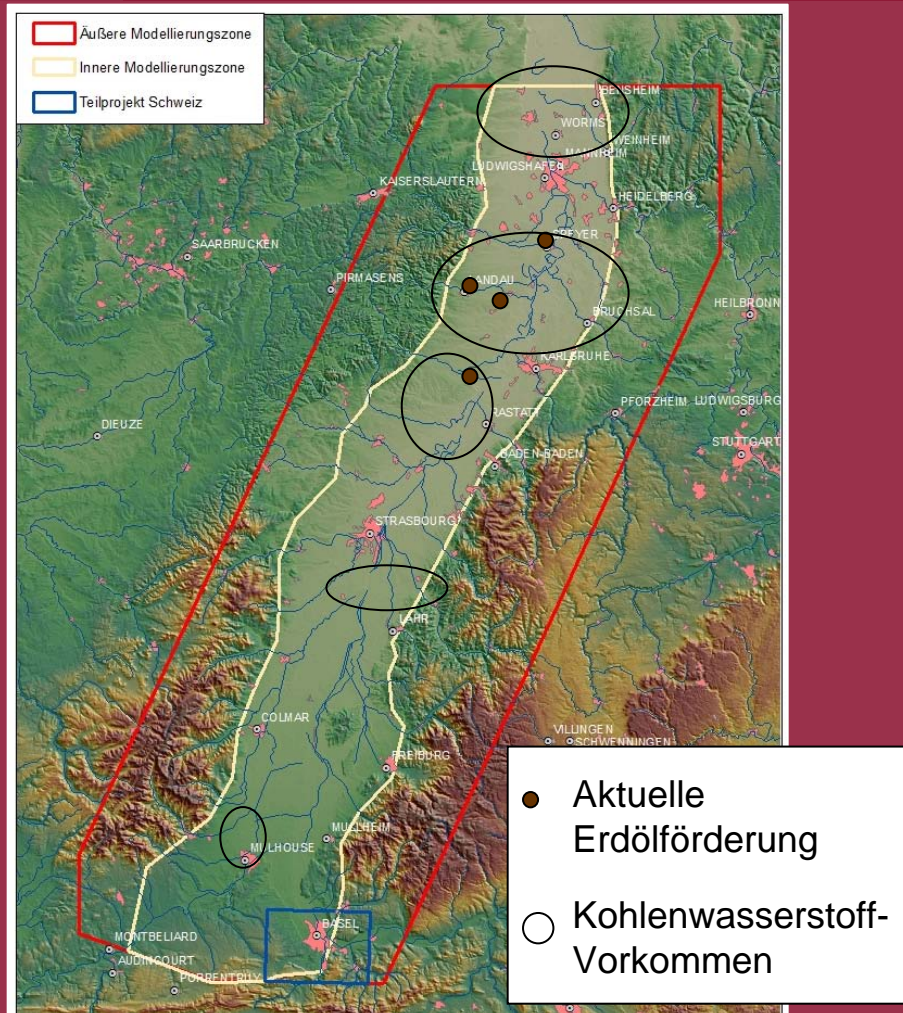 Äußere Modellierungszone
Innere Modellierungszone
Teilprojekt Schweiz
BENSHEIM
WORMS
WEINHEIM
MANNHEIM
LUDWIGSHAFEN
KAISERSLAUTERN
HEIDELBERG
SPEYER
SAARBRUCKEN
PIRMASENS
LANDAU
HEILBRONN
BRUCHSAL
KARLSRUHE
PFORZHEIM
LUDWIGSBURG
RASTATT
DIEUZE
STUTTGART
BADEN-BADEN
STRASBOURG
LAHR
COLMAR
VILLINGEN
SCHWENNINGEN
FREIBURG
MULLHEIM
MULHOUSE
BASEL
MONTBELIARD
AUDINCOURT
PORRENTRUY
Aktuelle
Erdölförderung
Kohlenwasserstoff-
Vorkommen